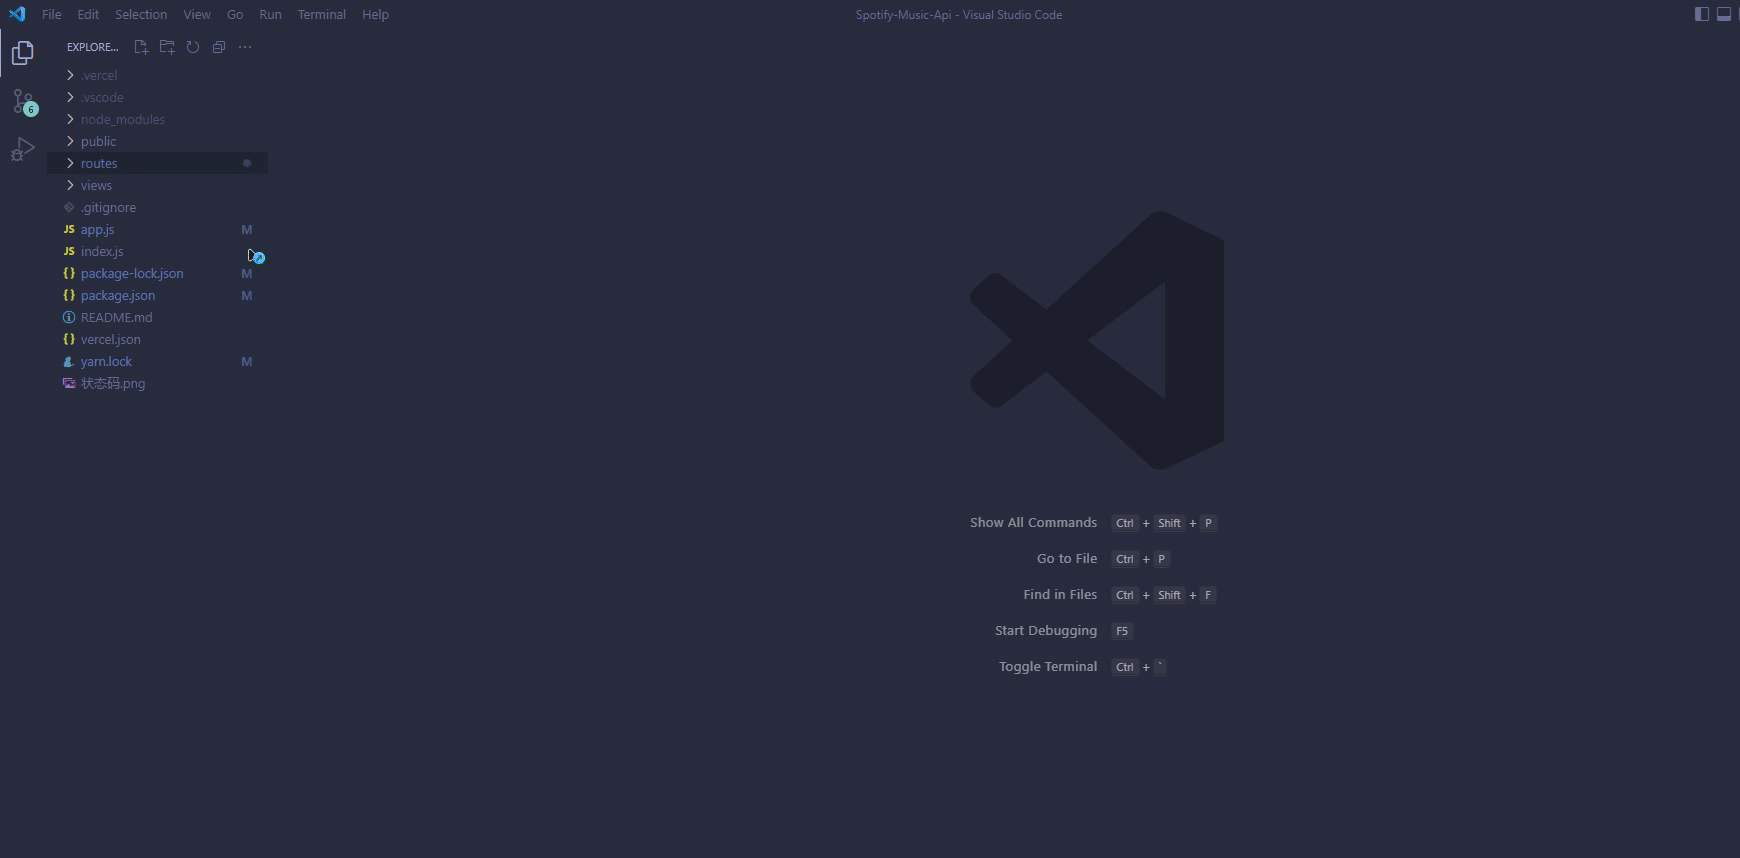 File Edit Selection View Go Run Terminal Help
Spotify-Music-Api - Visual Studio Code
EXPLORE...
.vercel
.vscode
node_modules
public
routes
views
.gitignore
app.js M
index.js
package-lock.json M
package.json M
README.md
vercel.json
yarn.lock M
状态码.png
6
Show All Commands Ctrl + Shift + P
Go to File Ctrl + P
Find in Files Ctrl + Shift + F
Start Debugging F5
Toggle Terminal Ctrl + `